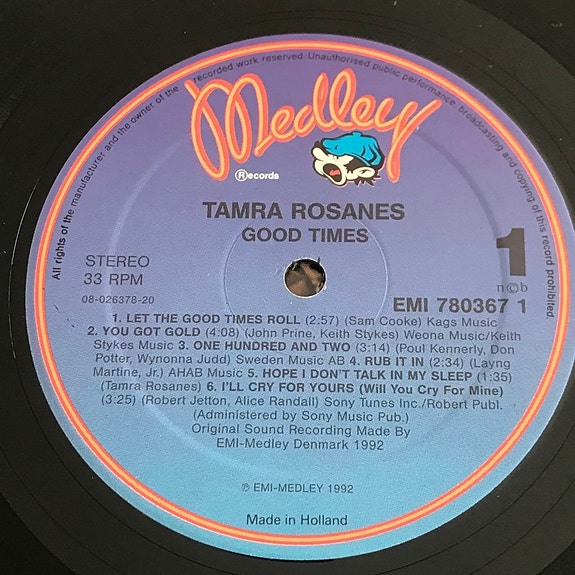 All rights of the manufacturer and the owner of the recorded work reserved. Unauthorised public performance, broadcasting and copying of this record prohibited.
Medley
Records
TAMRA ROSANES
GOOD TIMES
STEREO
33 RPM
08-026378-20
1
n©b
EMI 780367 1
1. LET THE GOOD TIMES ROLL (2:57) (Sam Cooke) Kags Music
2. YOU GOT GOLD (4:08) (John Prine, Keith Stykes) Weona Music/Keith
Stykes Music 3. ONE HUNDRED AND TWO (3:14) (Poul Kennerly, Don
Potter, Wynonna Judd) Sweden Music AB 4. RUB IT IN (2:34) (Layng
Martine, Jr.) AHAB Music 5. HOPE I DON'T TALK IN MY SLEEP (1:35)
(Tamra Rosanes) 6. I'LL CRY FOR YOURS (Will You Cry For Mine)
(3:25) (Robert Jetton, Alice Randall) Sony Tunes Inc./Robert Publ.
(Administered by Sony Music Pub.)
Original Sound Recording Made By
EMI-Medley Denmark 1992
℗ EMI-MEDLEY 1992
Made in Holland